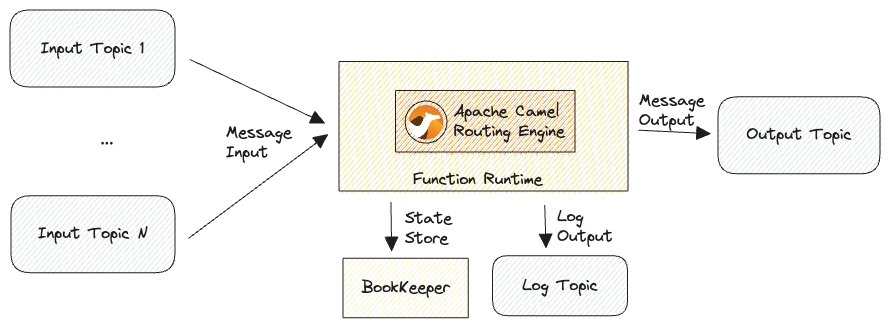 Input Topic 1
...
Input Topic N
Message
Input
Apache Camel
Routing Engine
Function Runtime
Message
Output
Output Topic
State
Store
BookKeeper
Log
Output
Log Topic